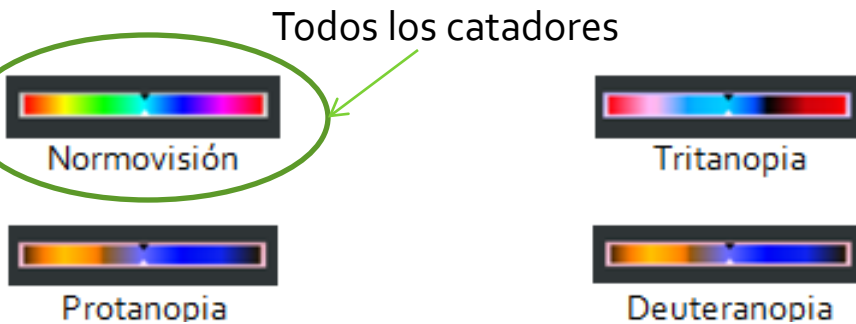 Todos los catadores
Normovisión
Tritanopia
Protanopia
Deuteranopia